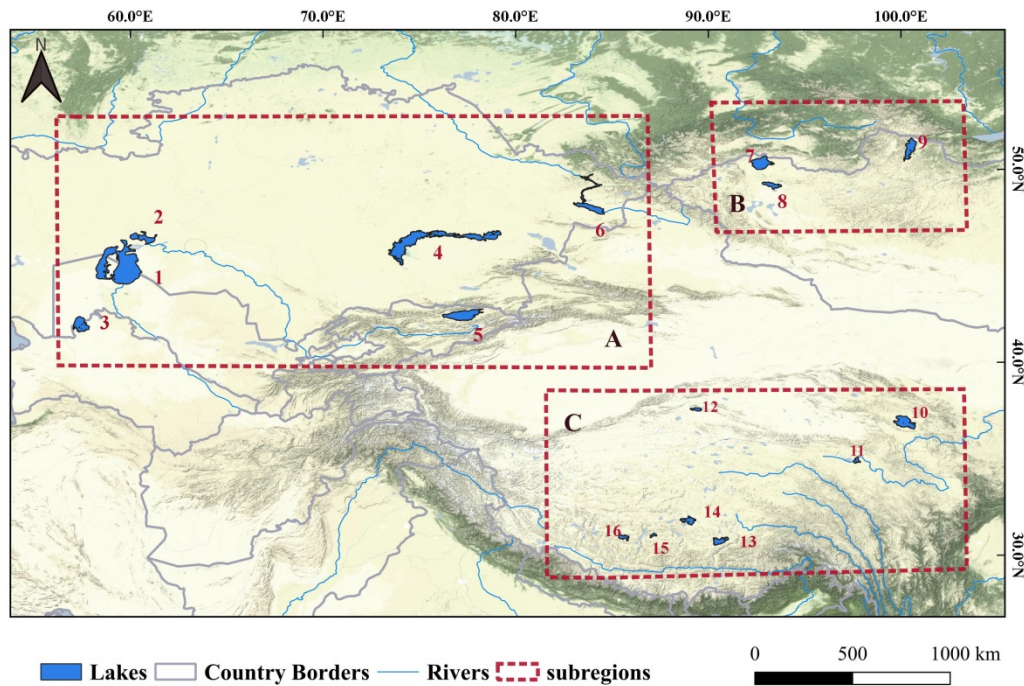 60.0°E 70.0°E 80.0°E 90.0°E 100.0°E
N
50.0°N
40.0°N
30.0°N
7
9
8
B
2
6
4
1
3
5
A
12
10
C
11
14
16
15
13
Lakes Country Borders Rivers subregions
0 500 1000 km